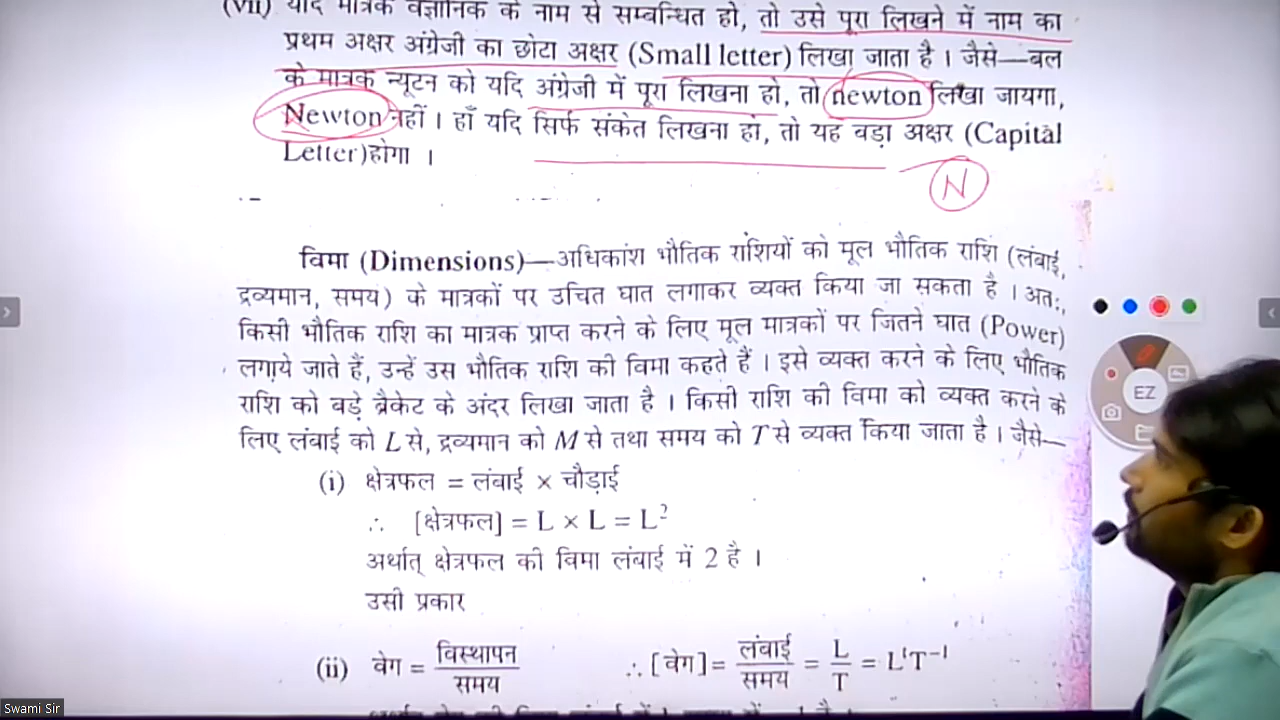 (vii) यदि मात्रक वैज्ञानिक के नाम से सम्बन्धित हो, तो उसे पूरा लिखने में नाम का
प्रथम अक्षर अंग्रेजी का छोटा अक्षर (Small letter) लिखा जाता है । जैसे—बल
के मात्रक न्यूटन को यदि अंग्रेजी में पूरा लिखना हो, तो newton लिखा जायगा,
Newton नहीं । हाँ यदि सिर्फ संकेत लिखना हो, तो यह बड़ा अक्षर (Capital
Letter)होगा ।
N
विमा (Dimensions)—अधिकांश भौतिक राशियों को मूल भौतिक राशि (लंबाई,
द्रव्यमान, समय) के मात्रकों पर उचित घात लगाकर व्यक्त किया जा सकता है । अतः,
किसी भौतिक राशि का मात्रक प्राप्त करने के लिए मूल मात्रकों पर जितने घात (Power)
लगाये जाते हैं, उन्हें उस भौतिक राशि की विमा कहते हैं । इसे व्यक्त करने के लिए भौतिक
राशि को बड़े ब्रैकेट के अंदर लिखा जाता है । किसी राशि की विमा को व्यक्त करने के
लिए लंबाई को L से, द्रव्यमान को M से तथा समय को T से व्यक्त किया जाता है । जैसे—
(i) क्षेत्रफल = लंबाई × चौड़ाई
∴ [क्षेत्रफल] = L × L = L²
अर्थात् क्षेत्रफल की विमा लंबाई में 2 है ।
उसी प्रकार
(ii) वेग = विस्थापन / समय ∴ [वेग] = लंबाई / समय = L / T = L¹T⁻¹
EZ
Swami Sir